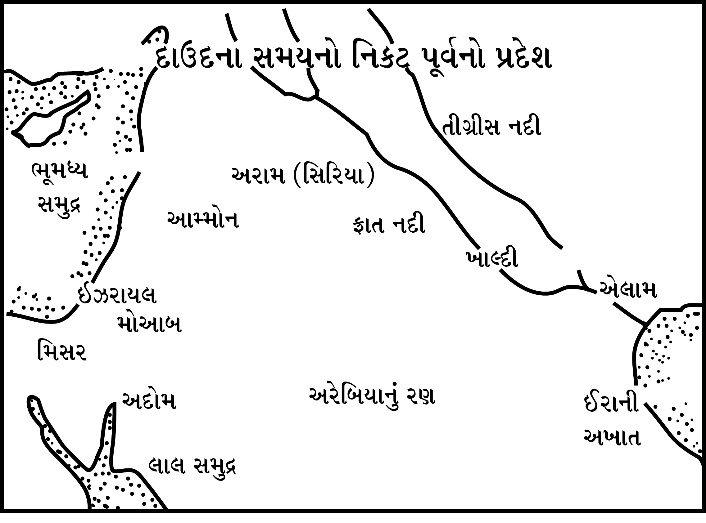 દાઉદના સમયનો નિકટ પૂર્વનો પ્રદેશ
તીગ્રીસ નદી
ભૂમધ્ય
સમુદ્ર
અરામ (સિરિયા)
આમ્મોન
ફ્રાત નદી
ખાલ્દી
ઈઝરાયલ
એલામ
મોઆબ
મિસર
અદોમ
અરેબિયાનું રણ
ઈરાની
અખાત
લાલ સમુદ્ર